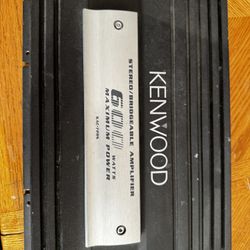 KENWOOD
STEREO/BRIDGEABLE AMPLIFIER
600 WATTS
MAXIMUM POWER